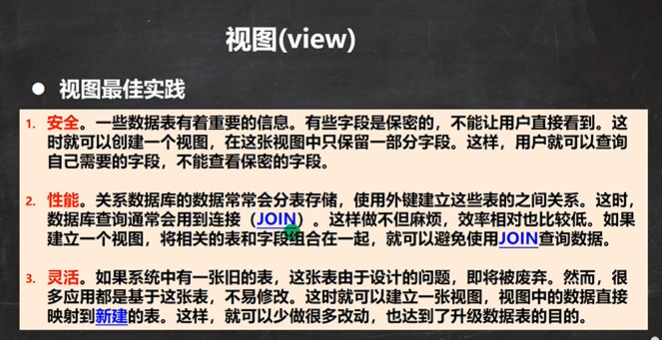 视图(view)
● 视图最佳实践
1. 安全。一些数据表有着重要的信息。有些字段是保密的，不能让用户直接看到。这
时就可以创建一个视图，在这张视图中只保留一部分字段。这样，用户就可以查询
自己需要的字段，不能查看保密的字段。
2. 性能。关系数据库的数据常常会分表存储，使用外键建立这些表的之间关系。这时，
数据库查询通常会用到连接（JOIN）。这样做不但麻烦，效率相对也比较低。如果
建立一个视图，将相关的表和字段组合在一起，就可以避免使用JOIN查询数据。
3. 灵活。如果系统中有一张旧的表，这张表由于设计的问题，即将被废弃。然而，很
多应用都是基于这张表，不易修改。这时就可以建立一张视图，视图中的数据直接
映射到新建的表。这样，就可以少做很多改动，也达到了升级数据表的目的。